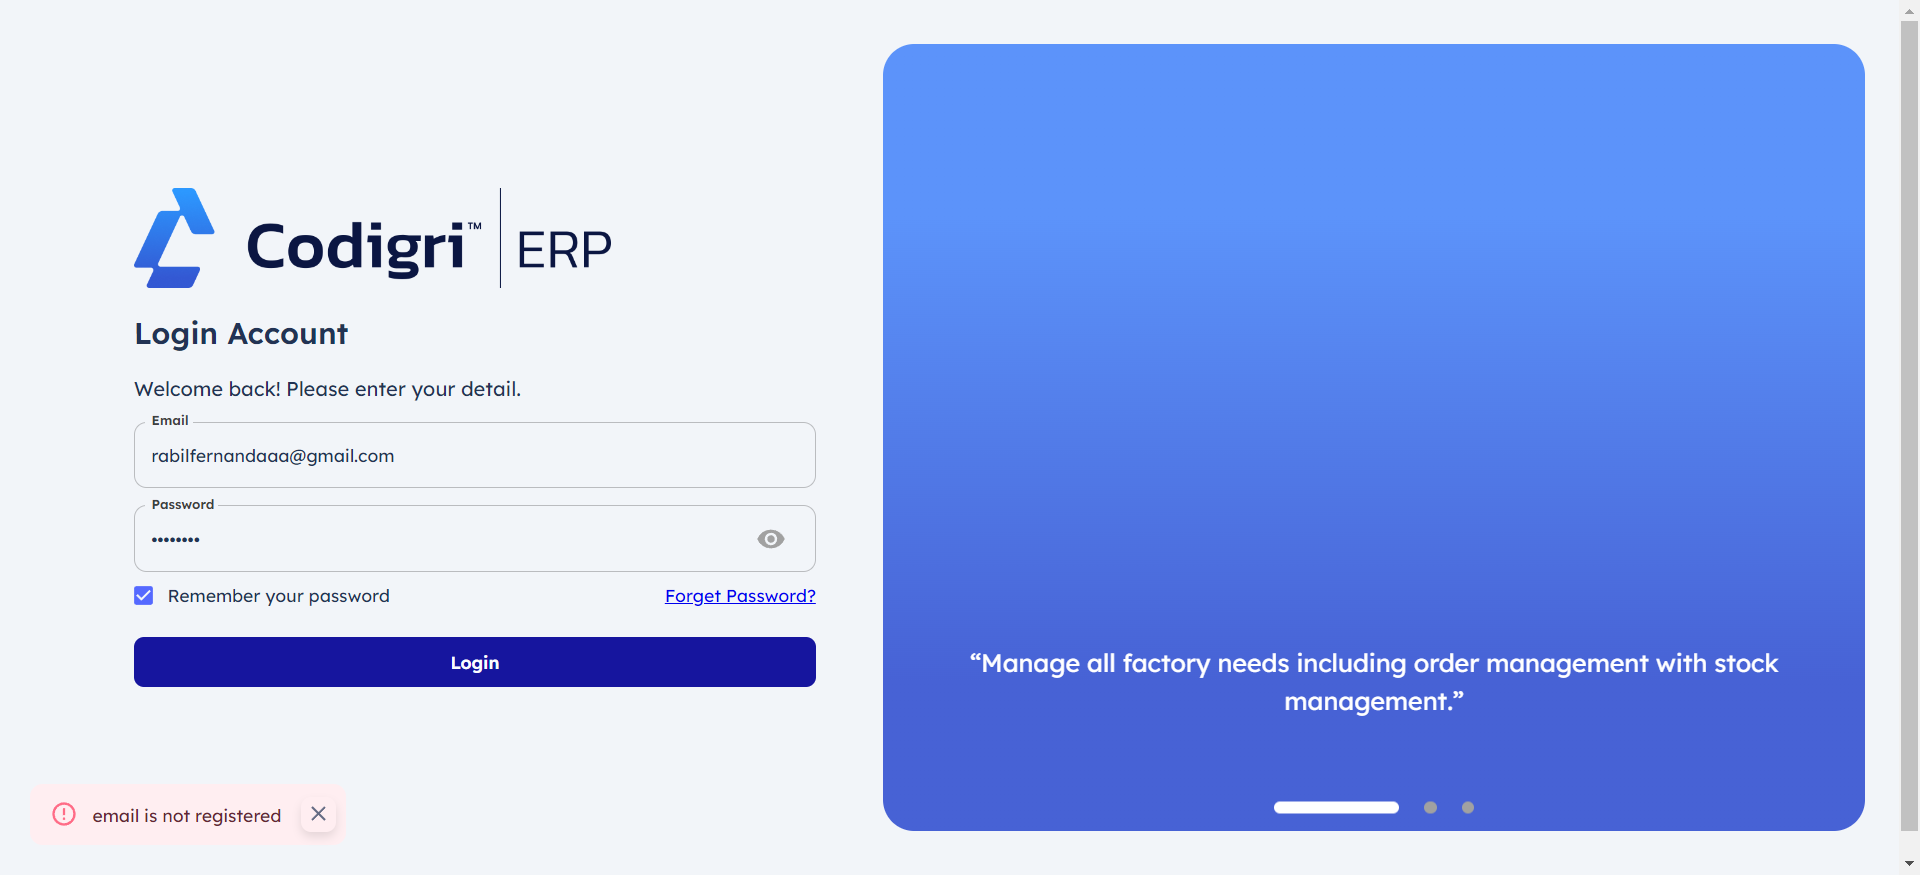 Codigri™ ERP
Login Account
Welcome back! Please enter your detail.
Email
rabilfernandaaa@gmail.com
Password
••••••••
Remember your password
Forget Password?
Login
email is not registered
“Manage all factory needs including order management with stock
management.”